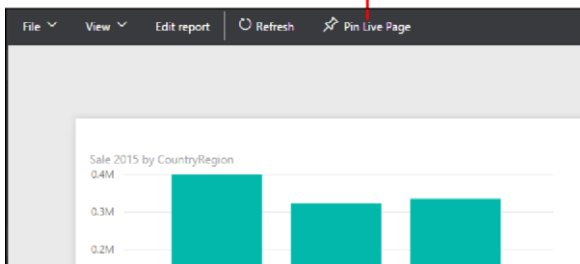 File View Edit report Refresh Pin Live Page
Sale 2015 by CountryRegion
0.4M
0.3M
0.2M